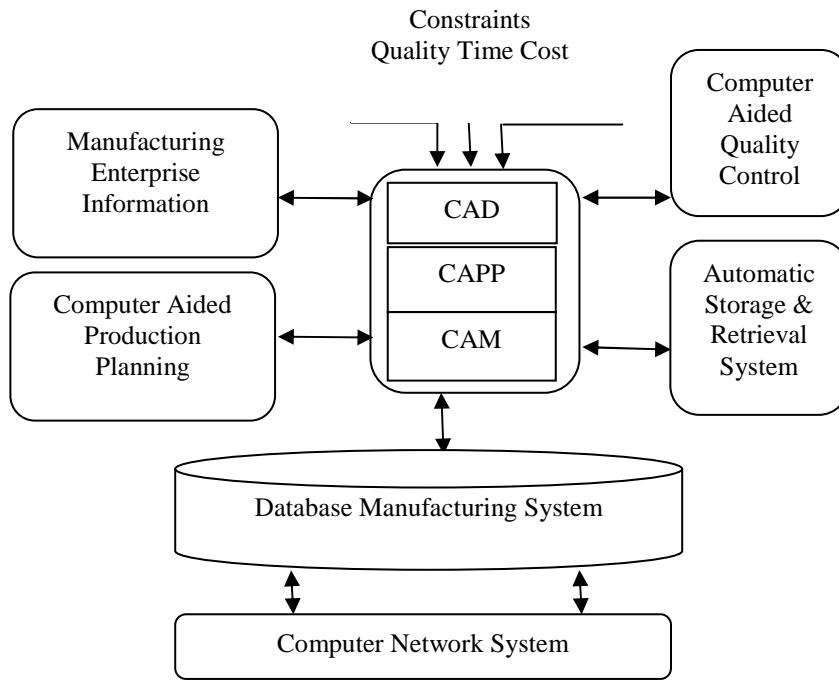 Constraints
Quality Time Cost
Manufacturing
Enterprise
Information
Computer
Aided
Quality
Control
CAD
CAPP
CAM
Computer Aided
Production
Planning
Automatic
Storage &
Retrieval
System
Database Manufacturing System
Computer Network System